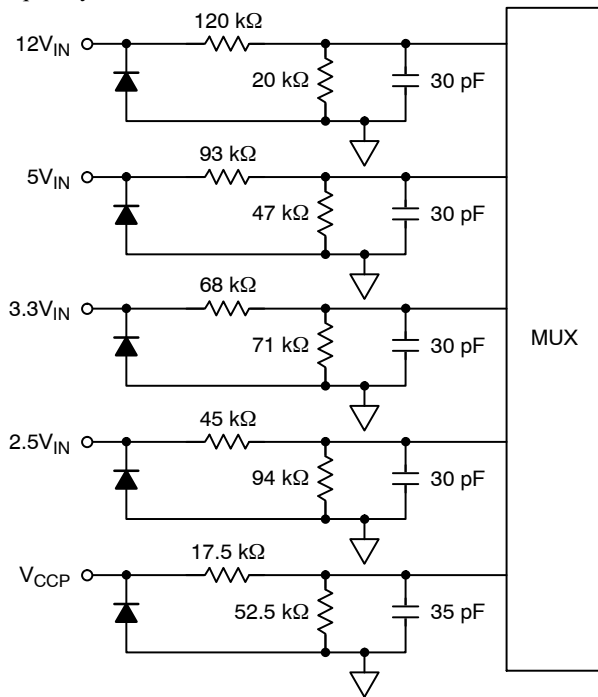 120 kΩ
12V_IN
20 kΩ
30 pF
93 kΩ
5V_IN
47 kΩ
30 pF
68 kΩ
3.3V_IN
71 kΩ
30 pF
MUX
45 kΩ
2.5V_IN
94 kΩ
30 pF
17.5 kΩ
V_CCP
52.5 kΩ
35 pF